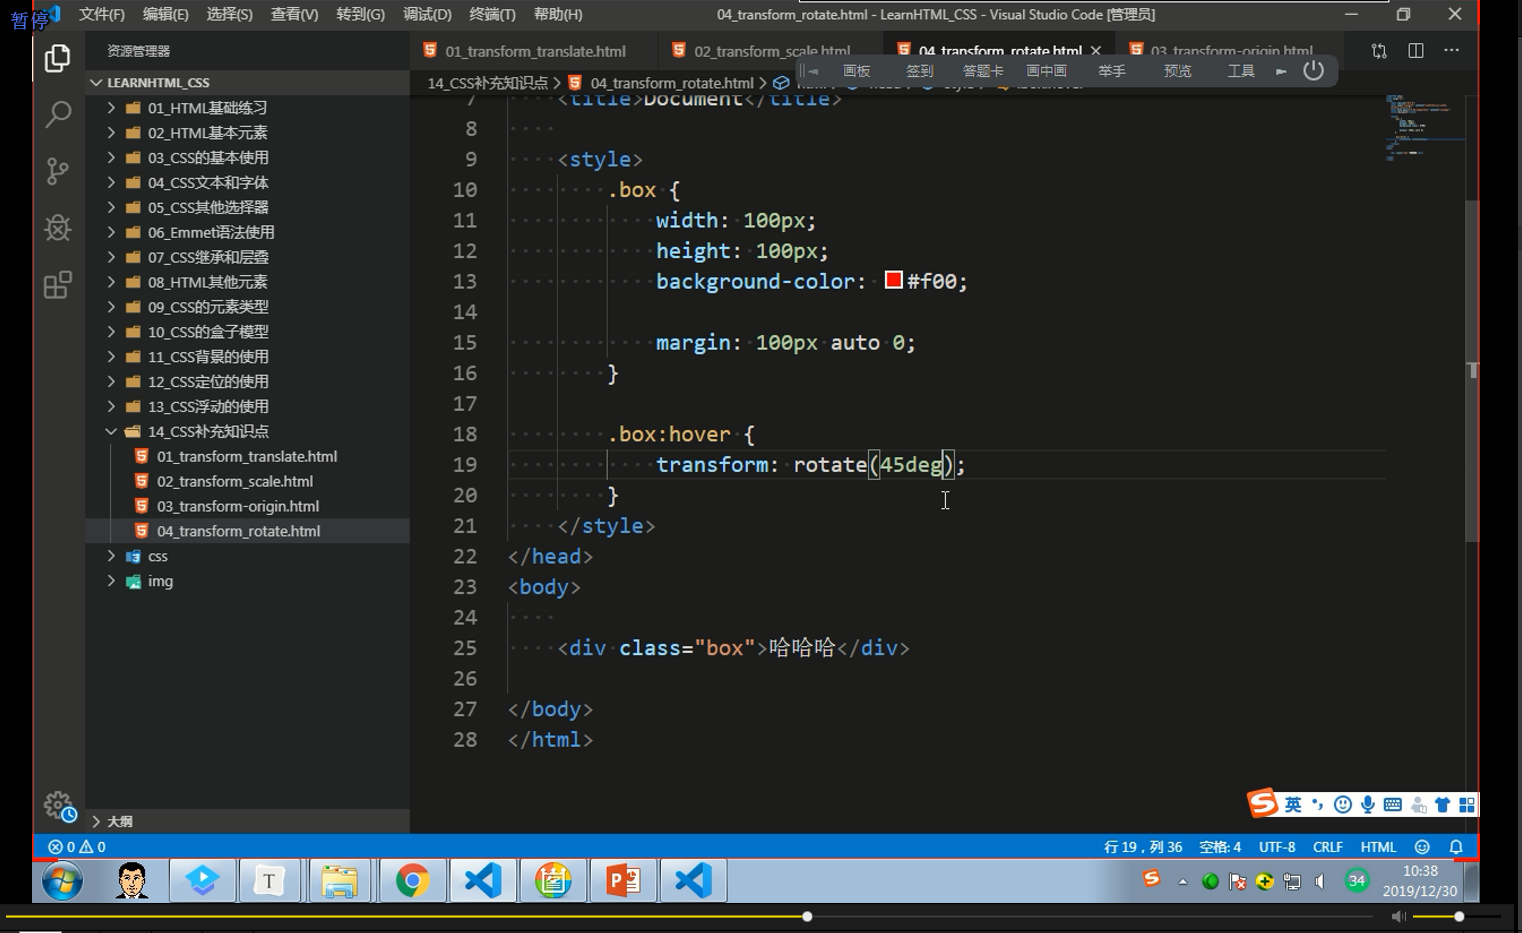 暂停
文件(F) 编辑(E) 选择(S) 查看(V) 转到(G) 调试(D) 终端(T) 帮助(H) 04_transform_rotate.html - LearnHTML_CSS - Visual Studio Code [管理员]
资源管理器
01_transform_translate.html 02_transform_scale.html 04_transform_rotate.html 03_transform-origin.html
LEARNHTML_CSS
14_CSS补充知识点 > 04_transform_rotate.html >
画板 签到 答题卡 画中画 举手 预览 工具
01_HTML基础练习
02_HTML基本元素
03_CSS的基本使用
04_CSS文本和字体
05_CSS其他选择器
06_Emmet语法使用
07_CSS继承和层叠
08_HTML其他元素
09_CSS的元素类型
10_CSS的盒子模型
11_CSS背景的使用
12_CSS定位的使用
13_CSS浮动的使用
14_CSS补充知识点
01_transform_translate.html
02_transform_scale.html
03_transform-origin.html
04_transform_rotate.html
css
img
大纲
7 <title>Document</title>
8
9 <style>
10 .box {
11 width: 100px;
12 height: 100px;
13 background-color: #f00;
14
15 margin: 100px auto 0;
16 }
17
18 .box:hover {
19 transform: rotate(45deg);
20 }
21 </style>
22 </head>
23 <body>
24
25 <div class="box">哈哈哈</div>
26
27 </body>
28 </html>
英
0 0 行 19，列 36 空格: 4 UTF-8 CRLF HTML
T
34
10:38
2019/12/30